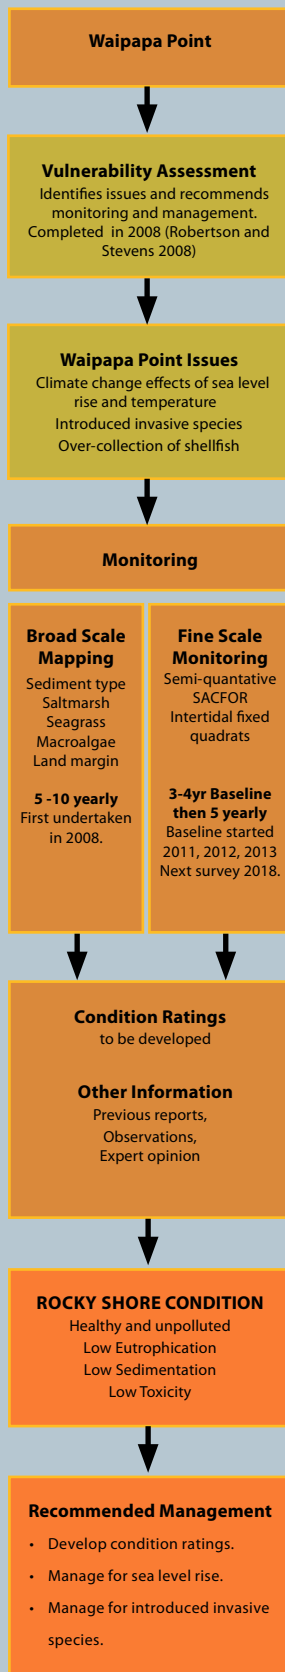 Waipapa Point
Vulnerability Assessment
Identifies issues and recommends
monitoring and management.
Completed in 2008 (Robertson and
Stevens 2008)
Waipapa Point Issues
Climate change effects of sea level
rise and temperature
Introduced invasive species
Over-collection of shellfish
Monitoring
Broad Scale
Mapping
Sediment type
Saltmarsh
Seagrass
Macroalgae
Land margin
5 -10 yearly
First undertaken
in 2008.
Fine Scale
Monitoring
Semi-quantative
SACFOR
Intertidal fixed
quadrats
3-4yr Baseline
then 5 yearly
Baseline started
2011, 2012, 2013
Next survey 2018.
Condition Ratings
to be developed
Other Information
Previous reports,
Observations,
Expert opinion
ROCKY SHORE CONDITION
Healthy and unpolluted
Low Eutrophication
Low Sedimentation
Low Toxicity
Recommended Management
• Develop condition ratings.
• Manage for sea level rise.
• Manage for introduced invasive
species.